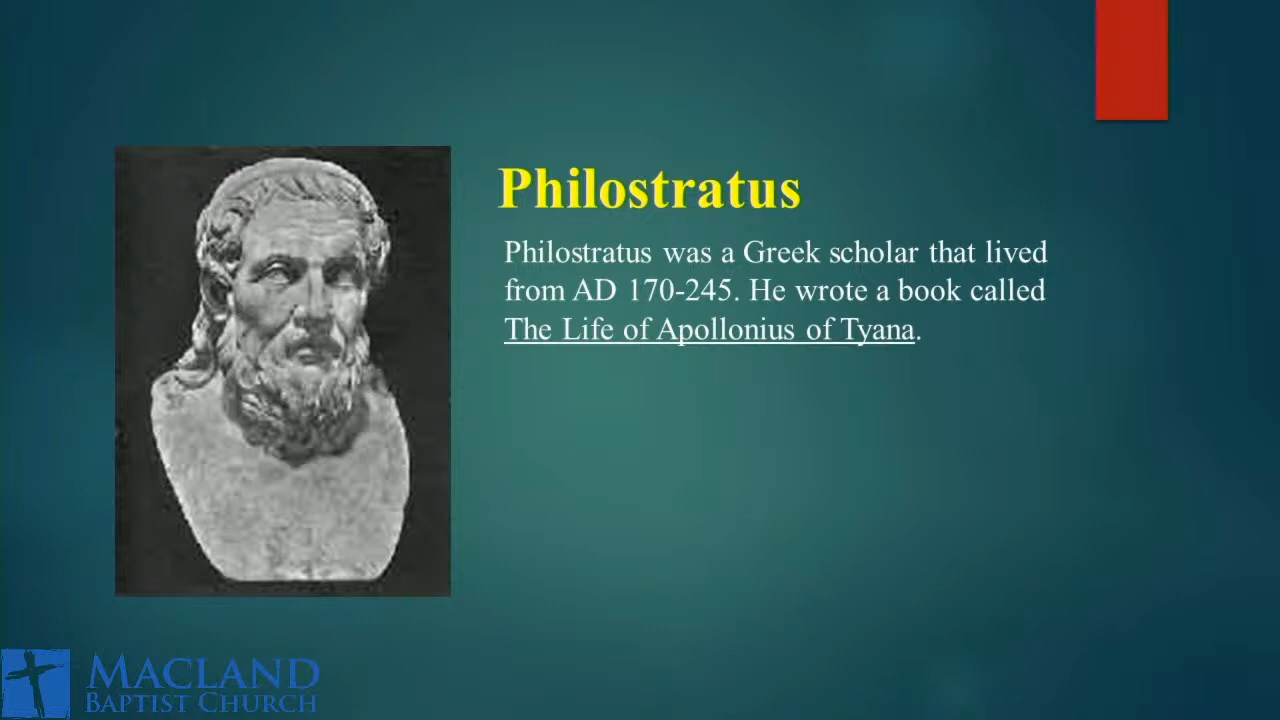 Philostratus
Philostratus was a Greek scholar that lived
from AD 170-245. He wrote a book called
The Life of Apollonius of Tyana.
MACLAND
BAPTIST CHURCH